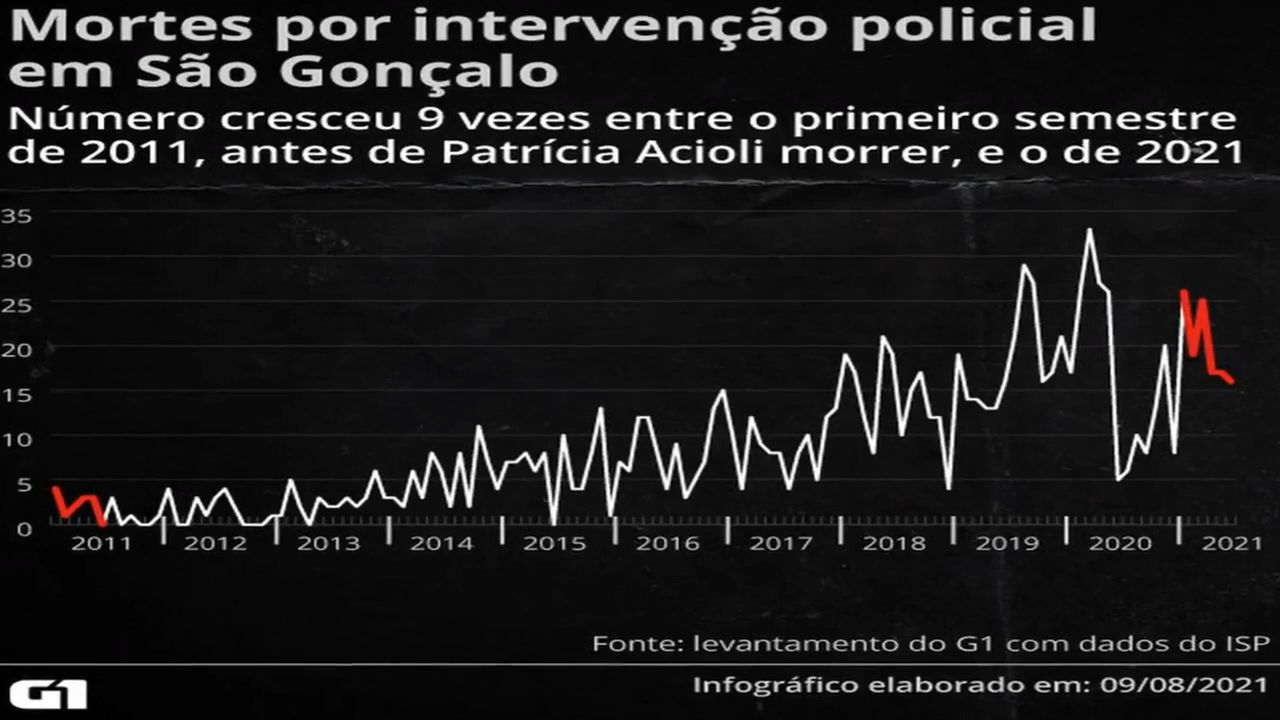 Mortes por intervenção policial
em São Gonçalo
Número cresceu 9 vezes entre o primeiro semestre
de 2011, antes de Patrícia Acioli morrer, e o de 2021
35
30
25
20
15
10
5
0
2011 2012 2013 2014 2015 2016 2017 2018 2019 2020 2021
Fonte: levantamento do G1 com dados do ISP
G1
Infográfico elaborado em: 09/08/2021